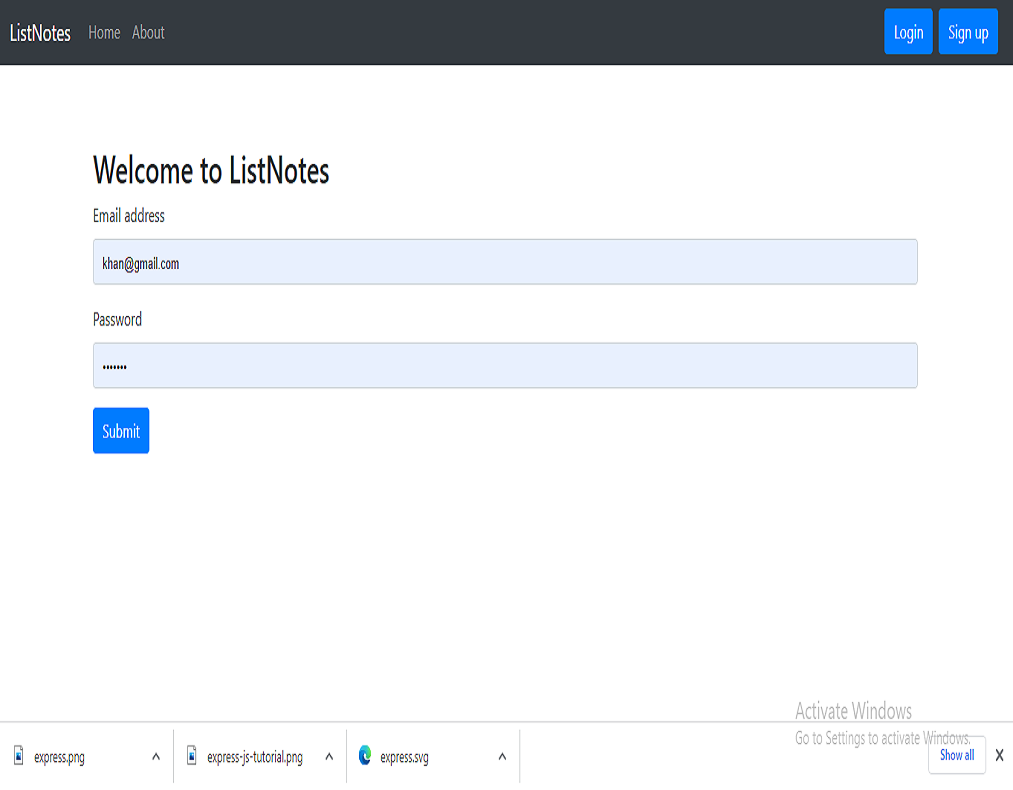 ListNotes Home About Login Sign up
Welcome to ListNotes
Email address
khan@gmail.com
Password
•••••••
Submit
Activate Windows
Go to Settings to activate Windows.
express.png express-js-tutorial.png express.svg Show all